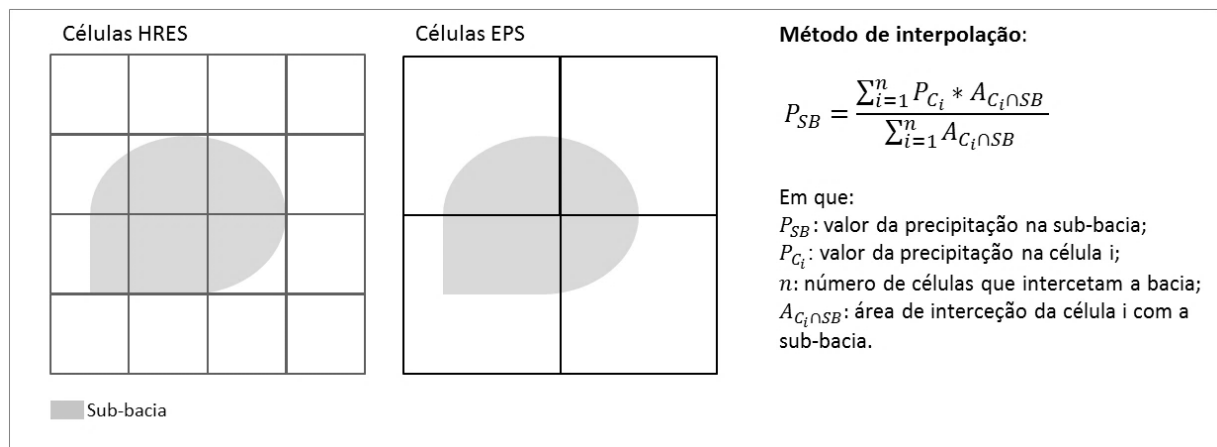 Células HRES
Células EPS
Método de interpolação:
$P_{SB} = \frac{\sum_{i=1}^{n} P_{C_i} * A_{C_i \cap SB}}{\sum_{i=1}^{n} A_{C_i \cap SB}}$
Em que:
$P_{SB}$: valor da precipitação na sub-bacia;
$P_{C_i}$: valor da precipitação na célula i;
$n$: número de células que intercetam a bacia;
$A_{C_i \cap SB}$: área de interceção da célula i com a
sub-bacia.
Sub-bacia